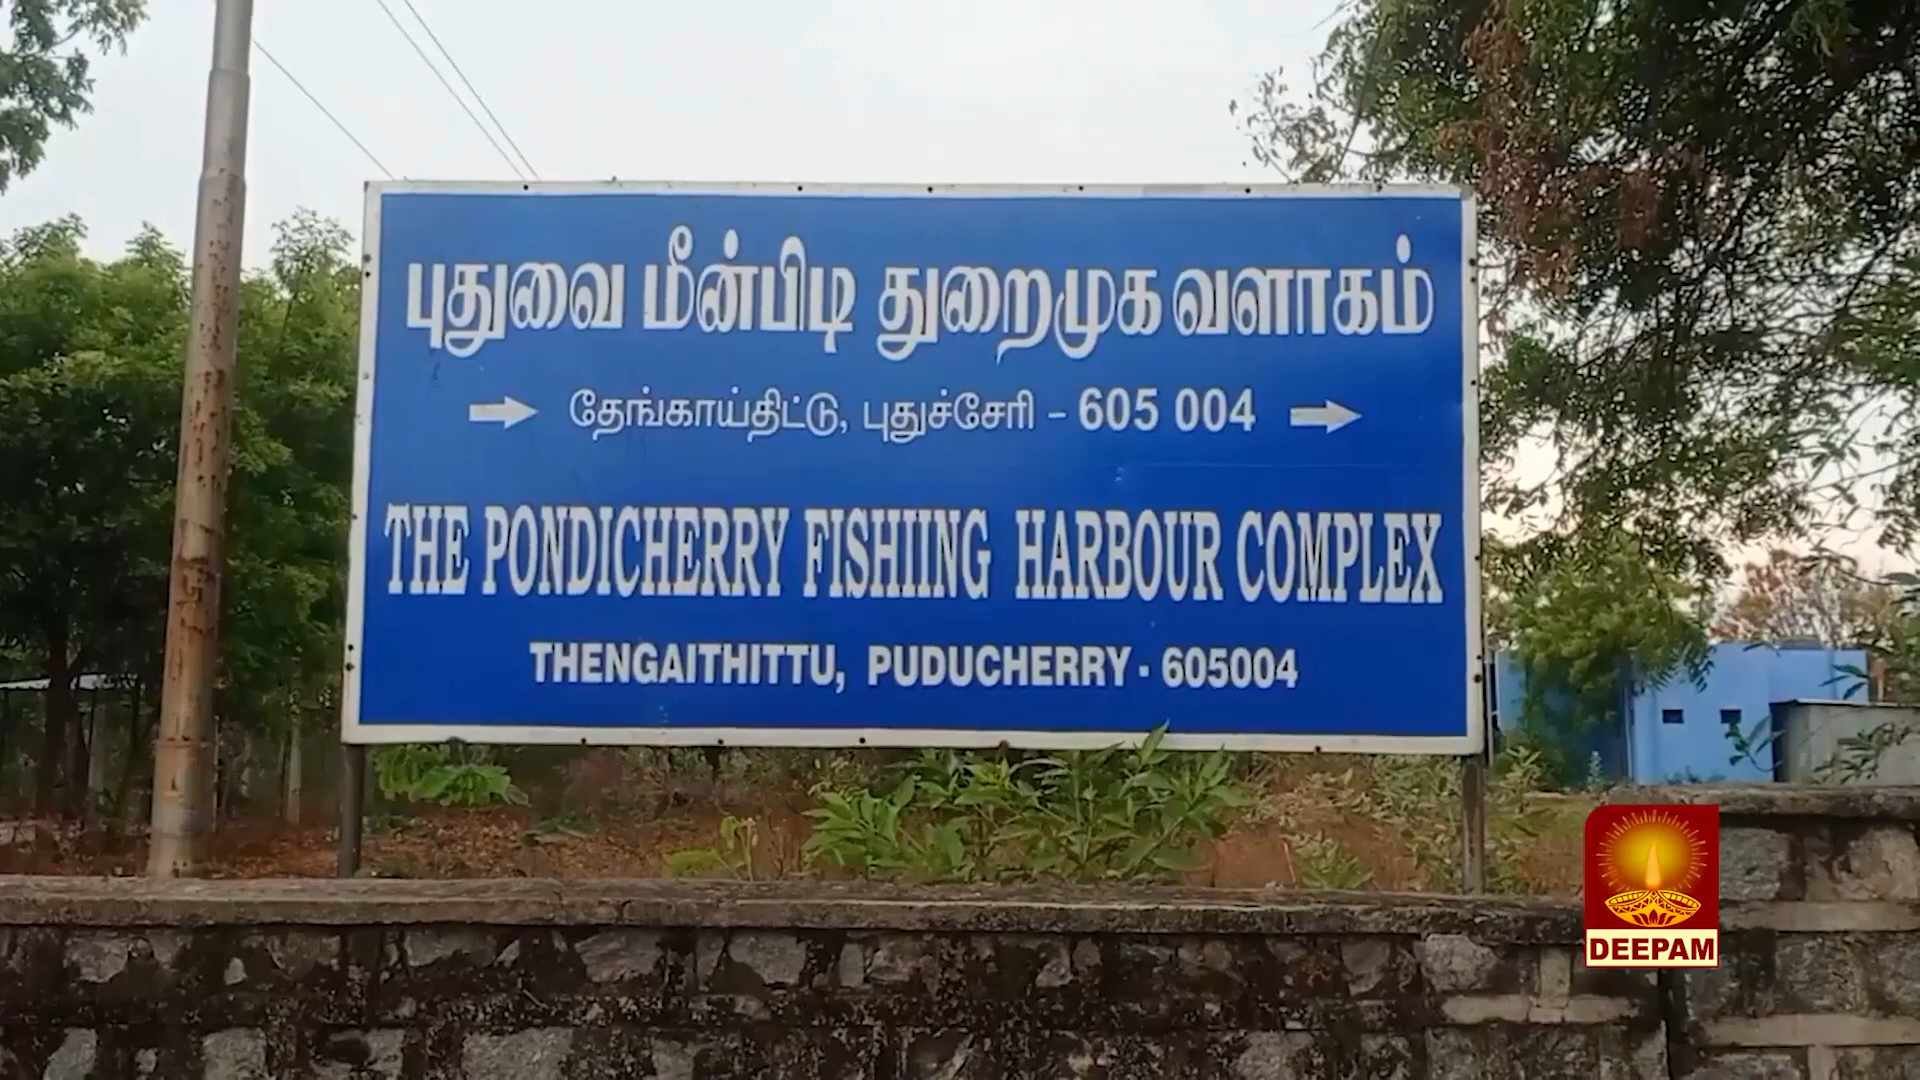 புதுவை மீன்பிடி துறைமுக வளாகம்
→ தேங்காய்திட்டு, புதுச்சேரி – 605 004 →
THE PONDICHERRY FISHIING HARBOUR COMPLEX
THENGAITHITTU, PUDUCHERRY - 605004
DEEPAM